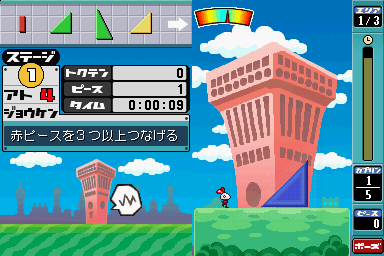 ステージ
1
アト 4
ジョウケン
トクテン 0
ピース 1
タイム 0:00:09
赤ピースを3つ以上つなげる
エリア
1/3
カプリン
1
5
ピース
0
ポーズ